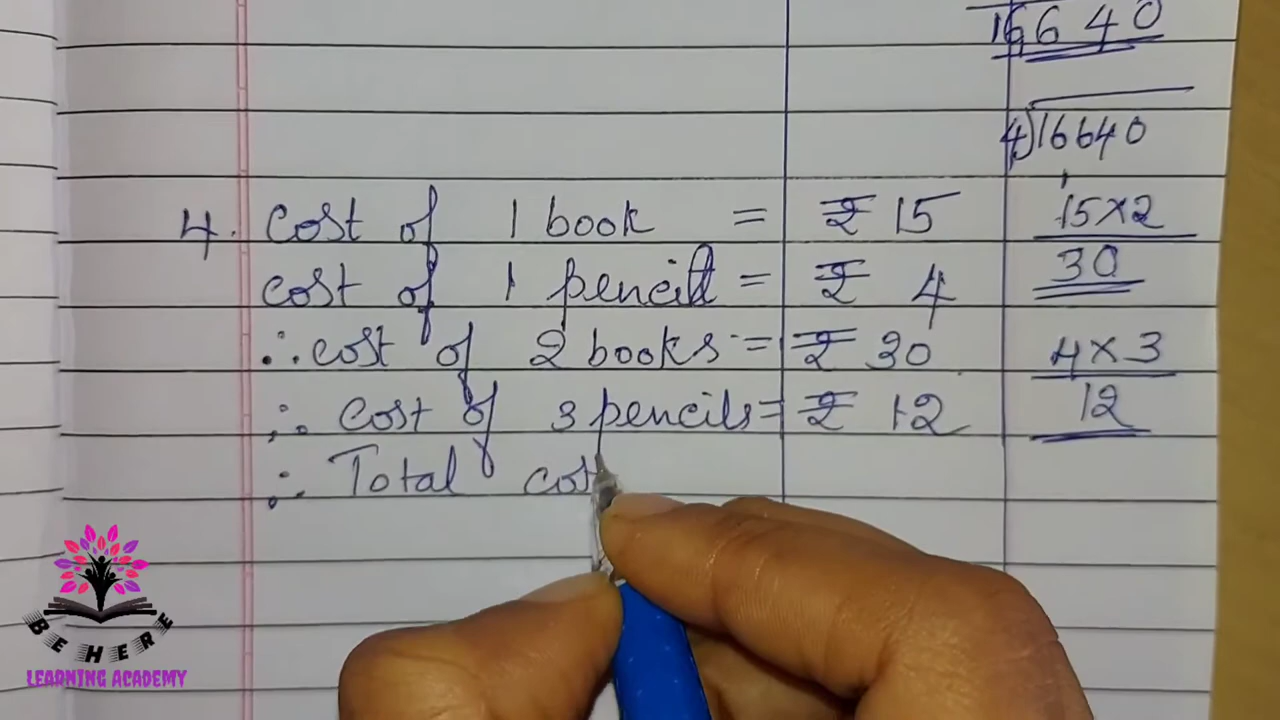 16640
4)16640
4. Cost of 1 book = ₹ 15 15×2
30
cost of 1 pencil = ₹ 4
∴ cost of 2 books = ₹ 30 4×3
∴ Cost of 3 pencils = ₹ 12 12
∴ Total cost
BEHERE
LEARNING ACADEMY